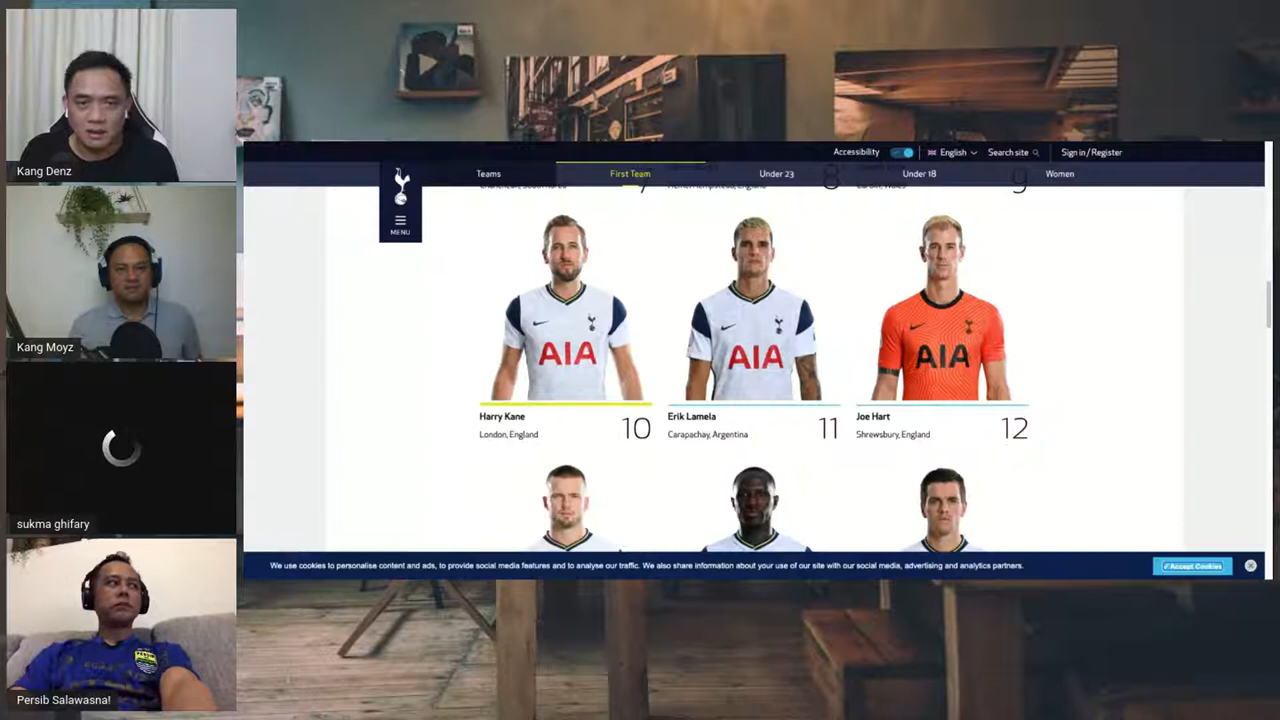 Kang Denz
Kang Moyz
sukma ghifary
Persib Salawasna!
Accessibility
English
Search site
Sign in / Register
Teams
First Team
Under 23
Under 18
Women
MENU
7
8
9
AIA
AIA
AIA
Harry Kane
London, England
10
Erik Lamela
Carapachay, Argentina
11
Joe Hart
Shrewsbury, England
12
We use cookies to personalise content and ads, to provide social media features and to analyse our traffic. We also share information about your use of our site with our social media, advertising and analytics partners.
✓ Accept Cookies